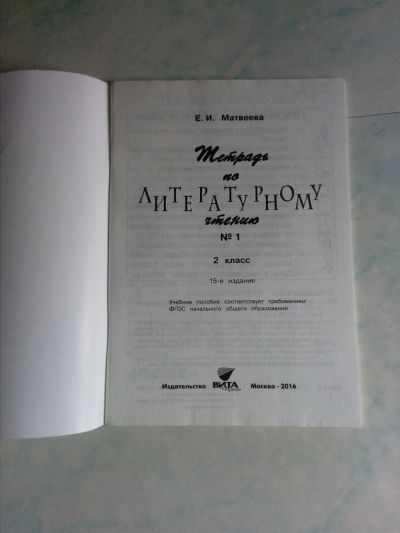 Е. И. Матвеева
Тетрадь
по
ЛИТЕРАТУРНОМУ
чтению
№ 1
2 класс
15-е издание
Учебное пособие соответствует требованиям
ФГОС начального общего образования
Издательство ВИТА Пресс Москва - 2016